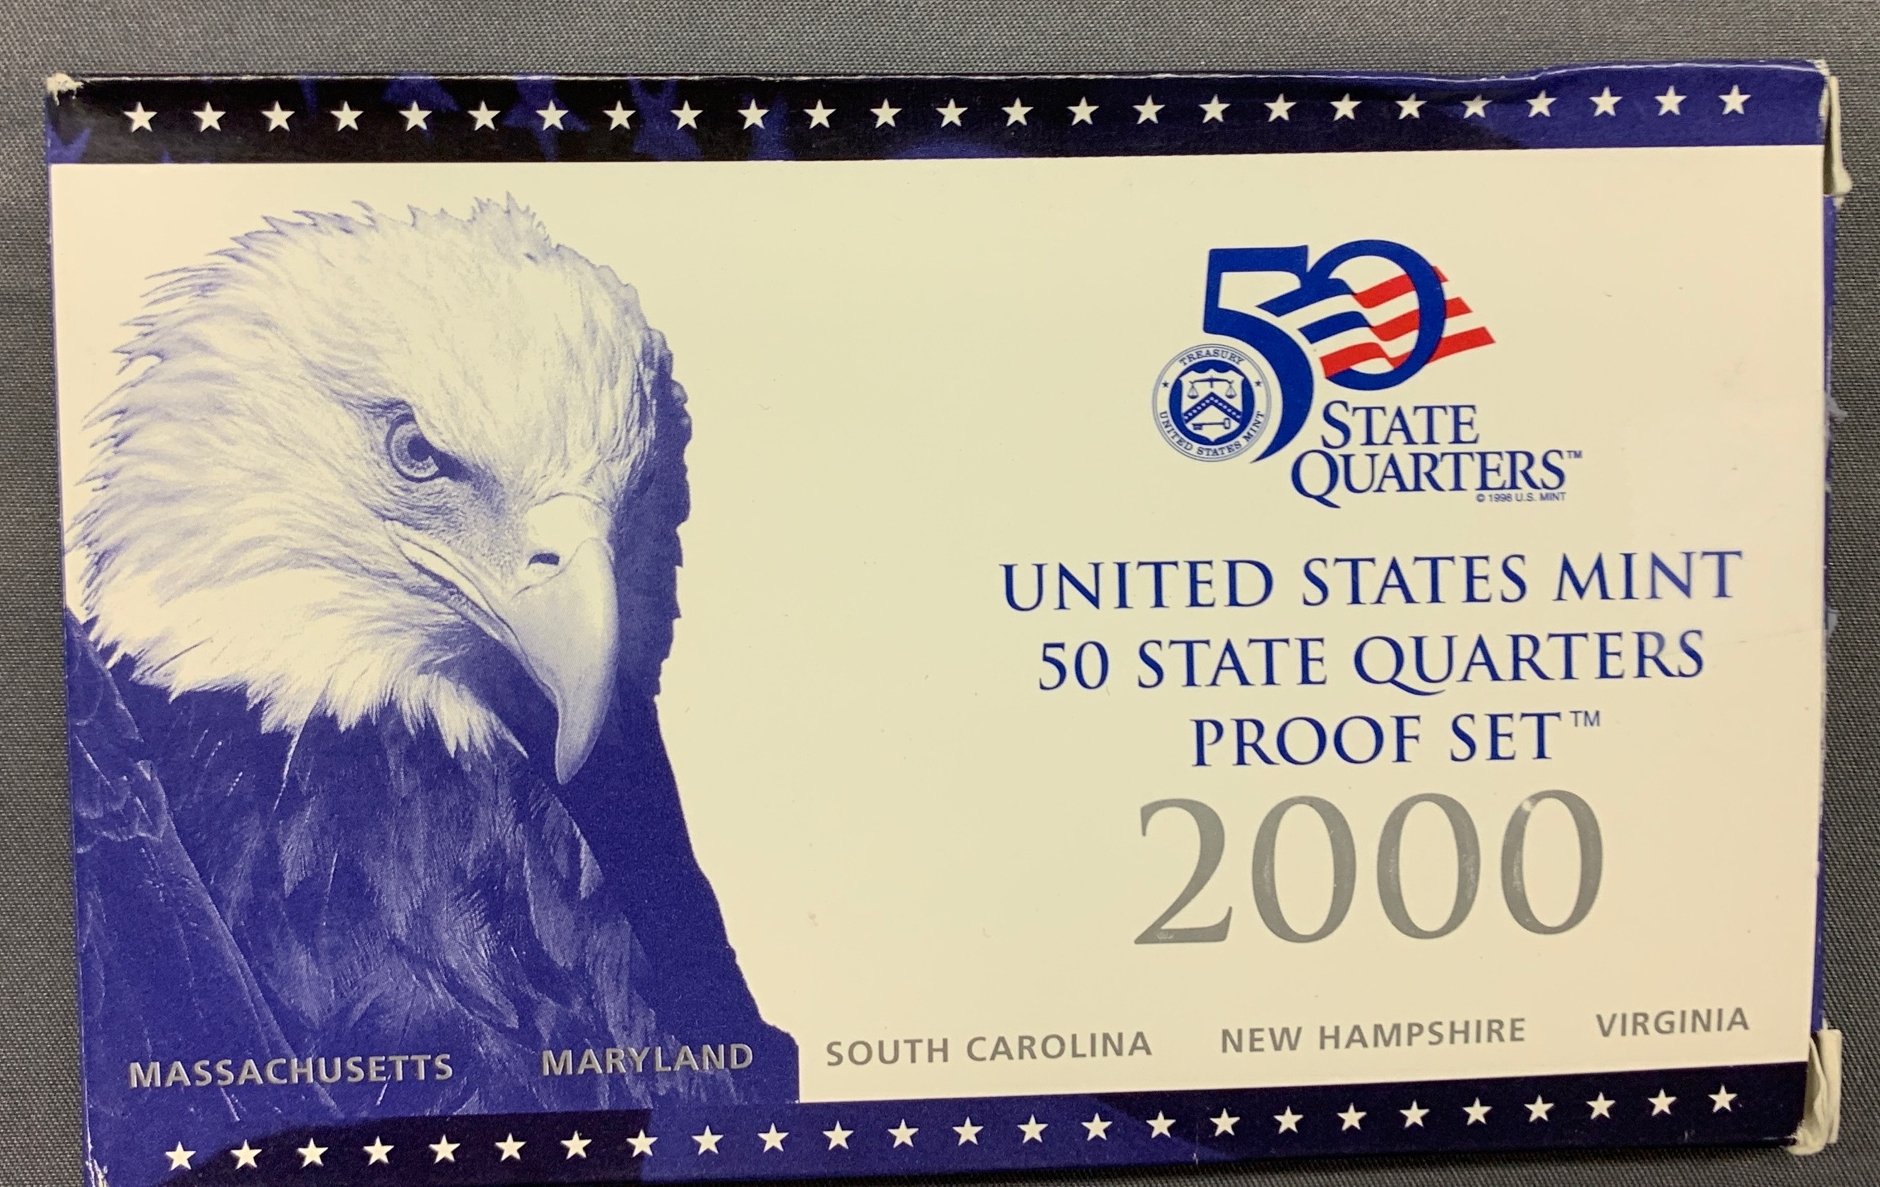 50
TREASURY
UNITED STATES MINT
STATE
QUARTERS™
© 1998 U.S. MINT
UNITED STATES MINT
50 STATE QUARTERS
PROOF SET™
2000
MASSACHUSETTS MARYLAND SOUTH CAROLINA NEW HAMPSHIRE VIRGINIA